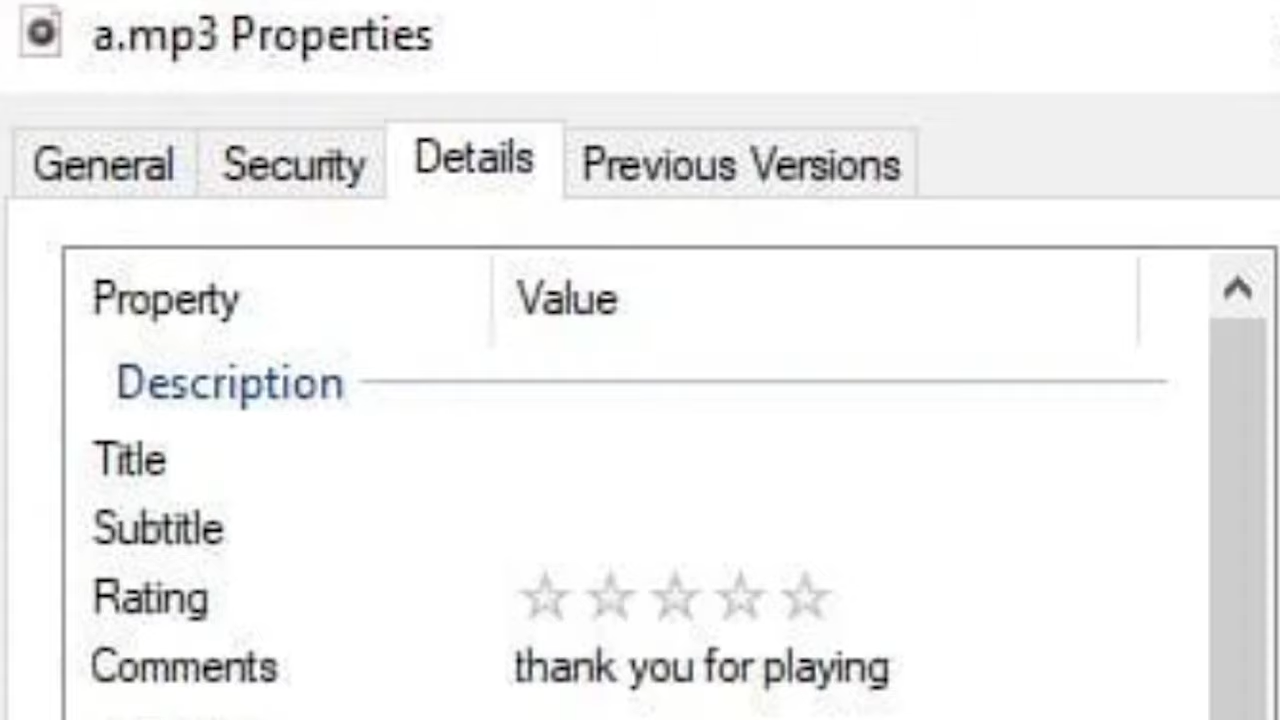 a.mp3 Properties
General Security Details Previous Versions
Property Value
Description
Title
Subtitle
Rating
Comments thank you for playing